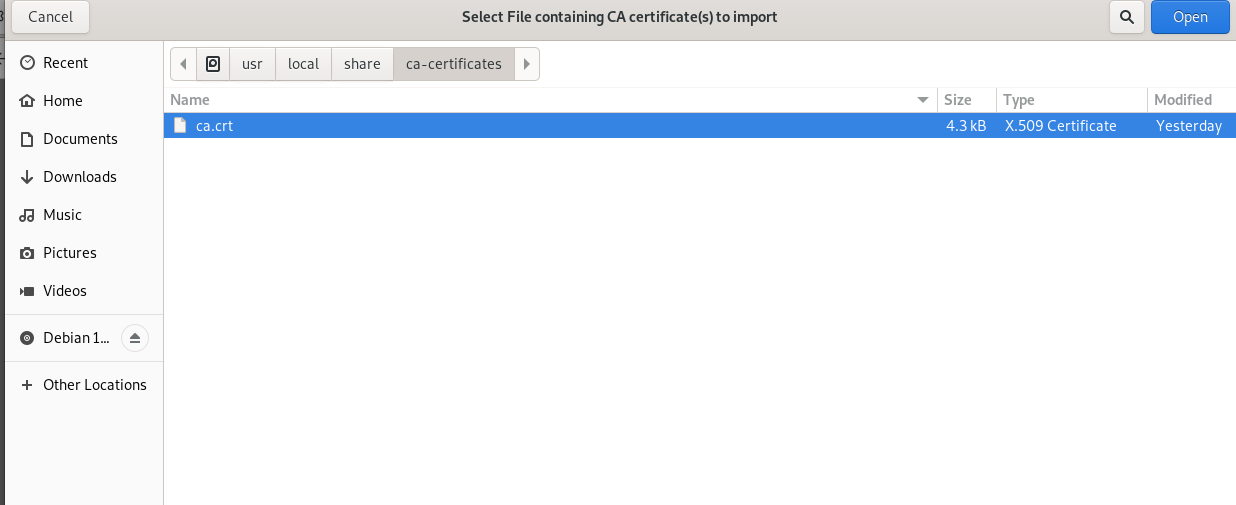 Cancel Select File containing CA certificate(s) to import Open
Recent
Home
Documents
Downloads
Music
Pictures
Videos
Debian 1...
Other Locations
usr local share ca-certificates
Name Size Type Modified
ca.crt 4.3 kB X.509 Certificate Yesterday